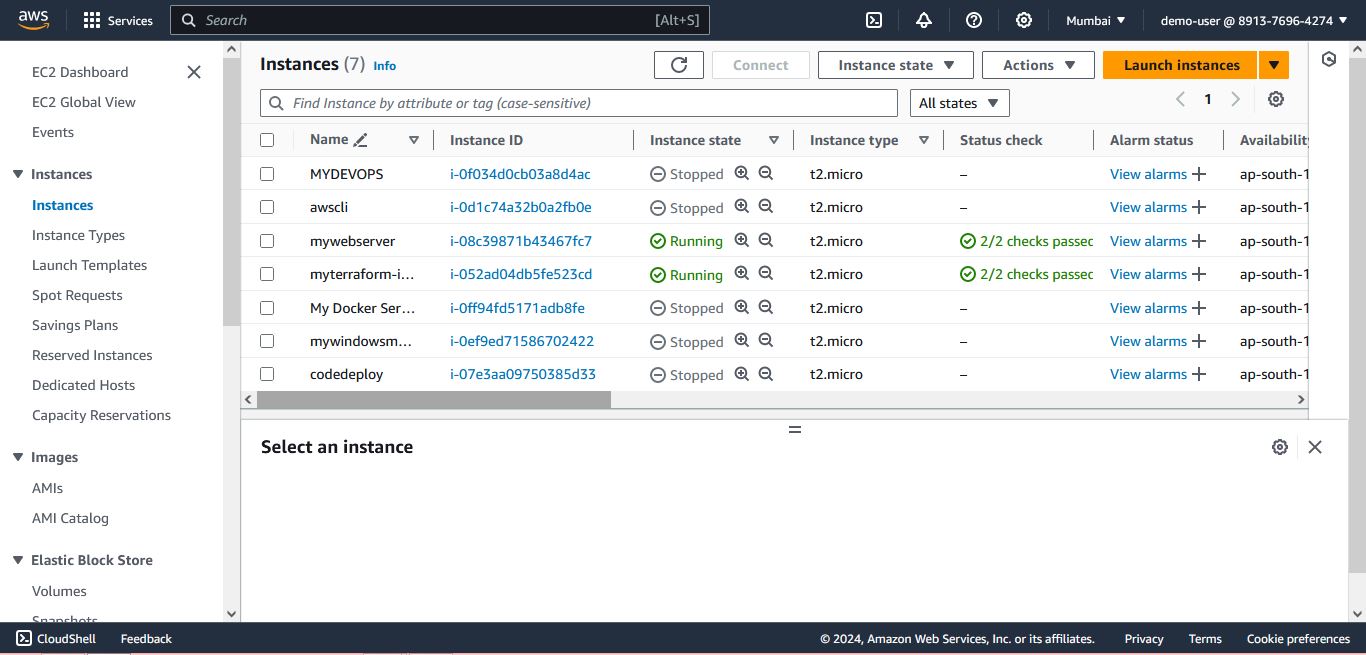 aws Services Search [Alt+S] Mumbai demo-user @ 8913-7696-4274
EC2 Dashboard
EC2 Global View
Events
Instances
Instances
Instance Types
Launch Templates
Spot Requests
Savings Plans
Reserved Instances
Dedicated Hosts
Capacity Reservations
Images
AMIs
AMI Catalog
Elastic Block Store
Volumes
Snapshots
Instances (7) Info Connect Instance state Actions Launch instances
Find Instance by attribute or tag (case-sensitive) All states 1
Name Instance ID Instance state Instance type Status check Alarm status Availability
MYDEVOPS i-0f034d0cb03a8d4ac Stopped t2.micro – View alarms + ap-south-1
awscli i-0d1c74a32b0a2fb0e Stopped t2.micro – View alarms + ap-south-1
mywebserver i-08c39871b43467fc7 Running t2.micro 2/2 checks passec View alarms + ap-south-1
myterraform-i... i-052ad04db5fe523cd Running t2.micro 2/2 checks passec View alarms + ap-south-1
My Docker Ser... i-0ff94fd5171adb8fe Stopped t2.micro – View alarms + ap-south-1
mywindowsm... i-0ef9ed71586702422 Stopped t2.micro – View alarms + ap-south-1
codedeploy i-07e3aa09750385d33 Stopped t2.micro – View alarms + ap-south-1
Select an instance
CloudShell Feedback © 2024, Amazon Web Services, Inc. or its affiliates. Privacy Terms Cookie preferences